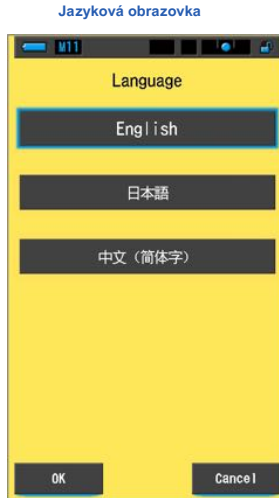 Jazyková obrazovka
M11
Language
English
日本語
中文（简体字）
OK
Cancel